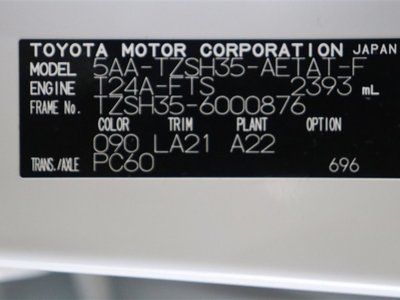 TOYOTA MOTOR CORPORATION JAPAN
MODEL 5AA-TZSH35-AETAT-F
ENGINE T24A-FTS 2393 mL
FRAME No. TZSH35-6000876
COLOR TRIM PLANT OPTION
090 LA21 A22
TRANS./AXLE PC60 696